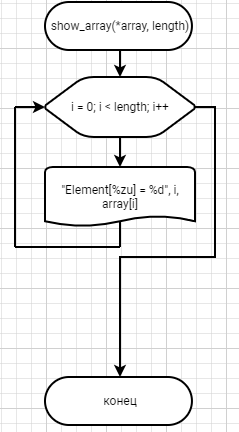 show_array(*array, length)
i = 0; i < length; i++
"Element[%zu] = %d", i,
array[i]
конец